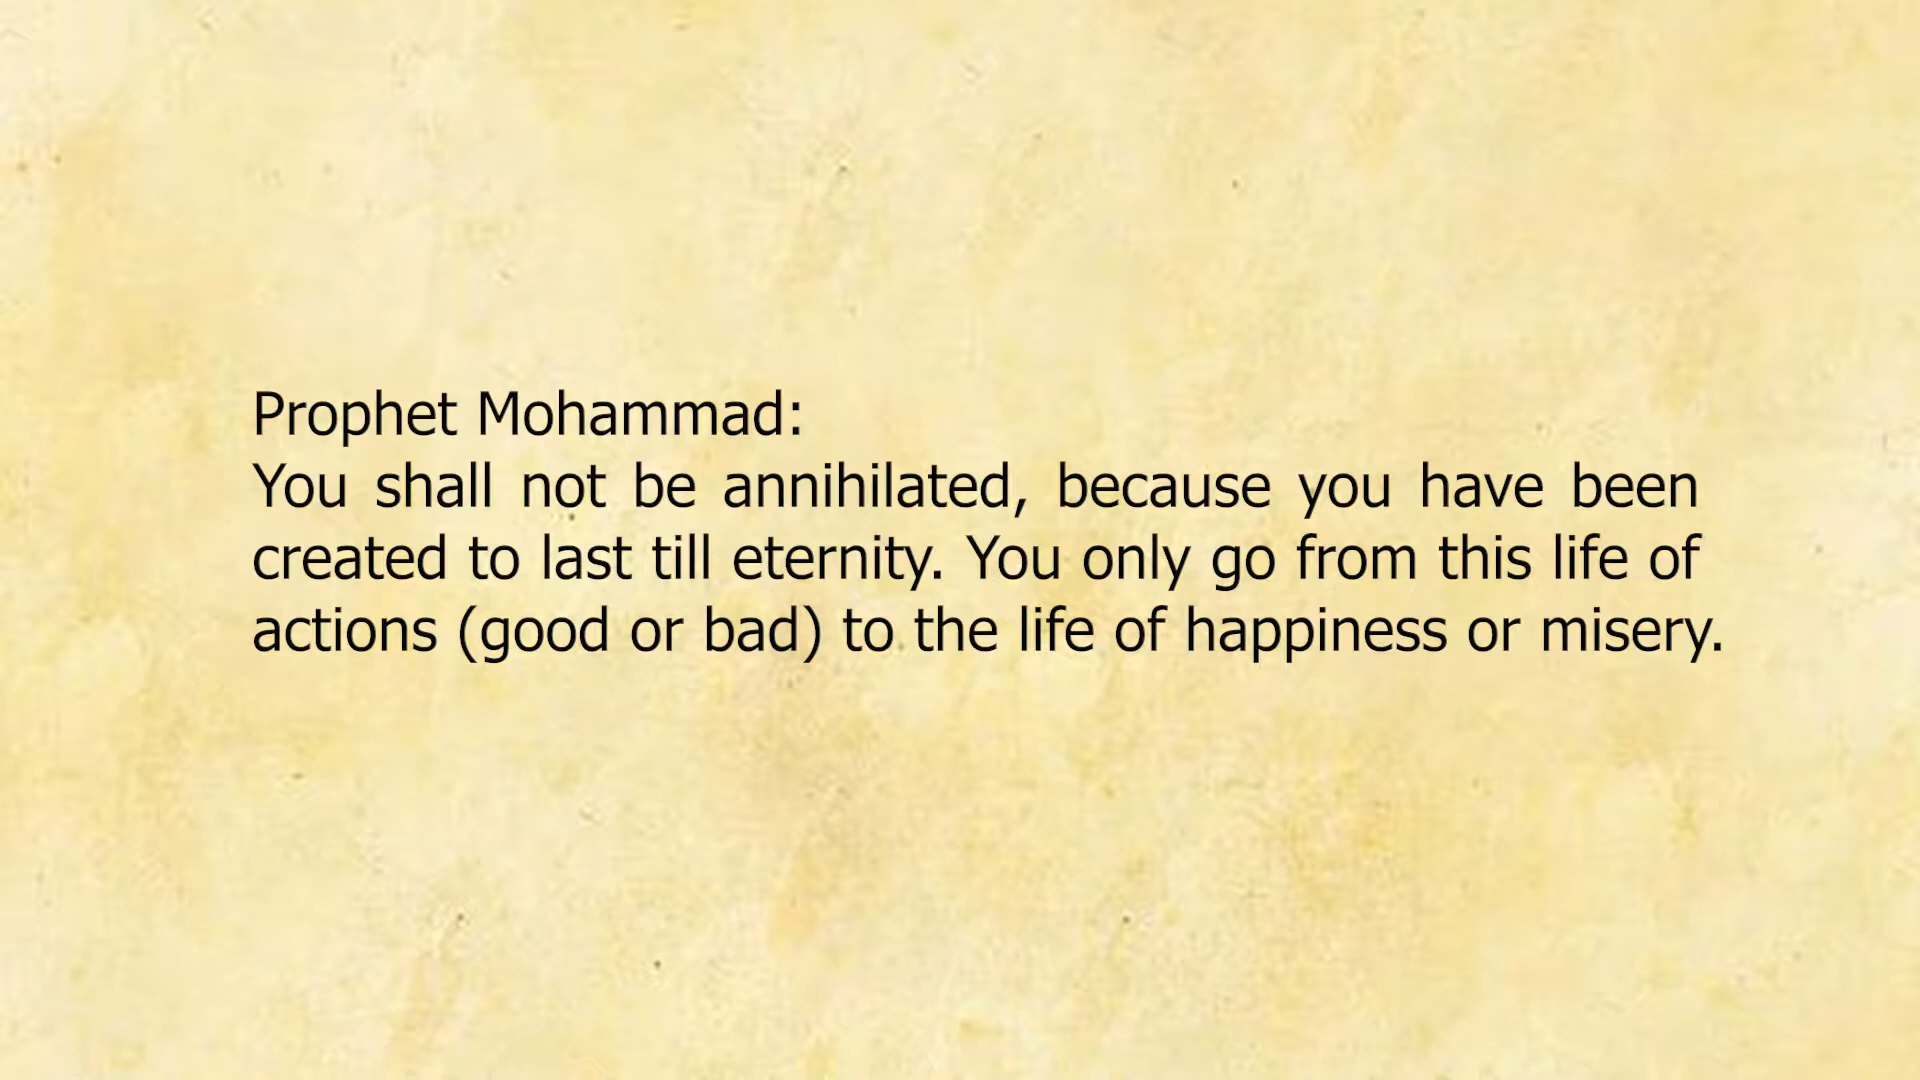 Prophet Mohammad:
You shall not be annihilated, because you have been
created to last till eternity. You only go from this life of
actions (good or bad) to the life of happiness or misery.